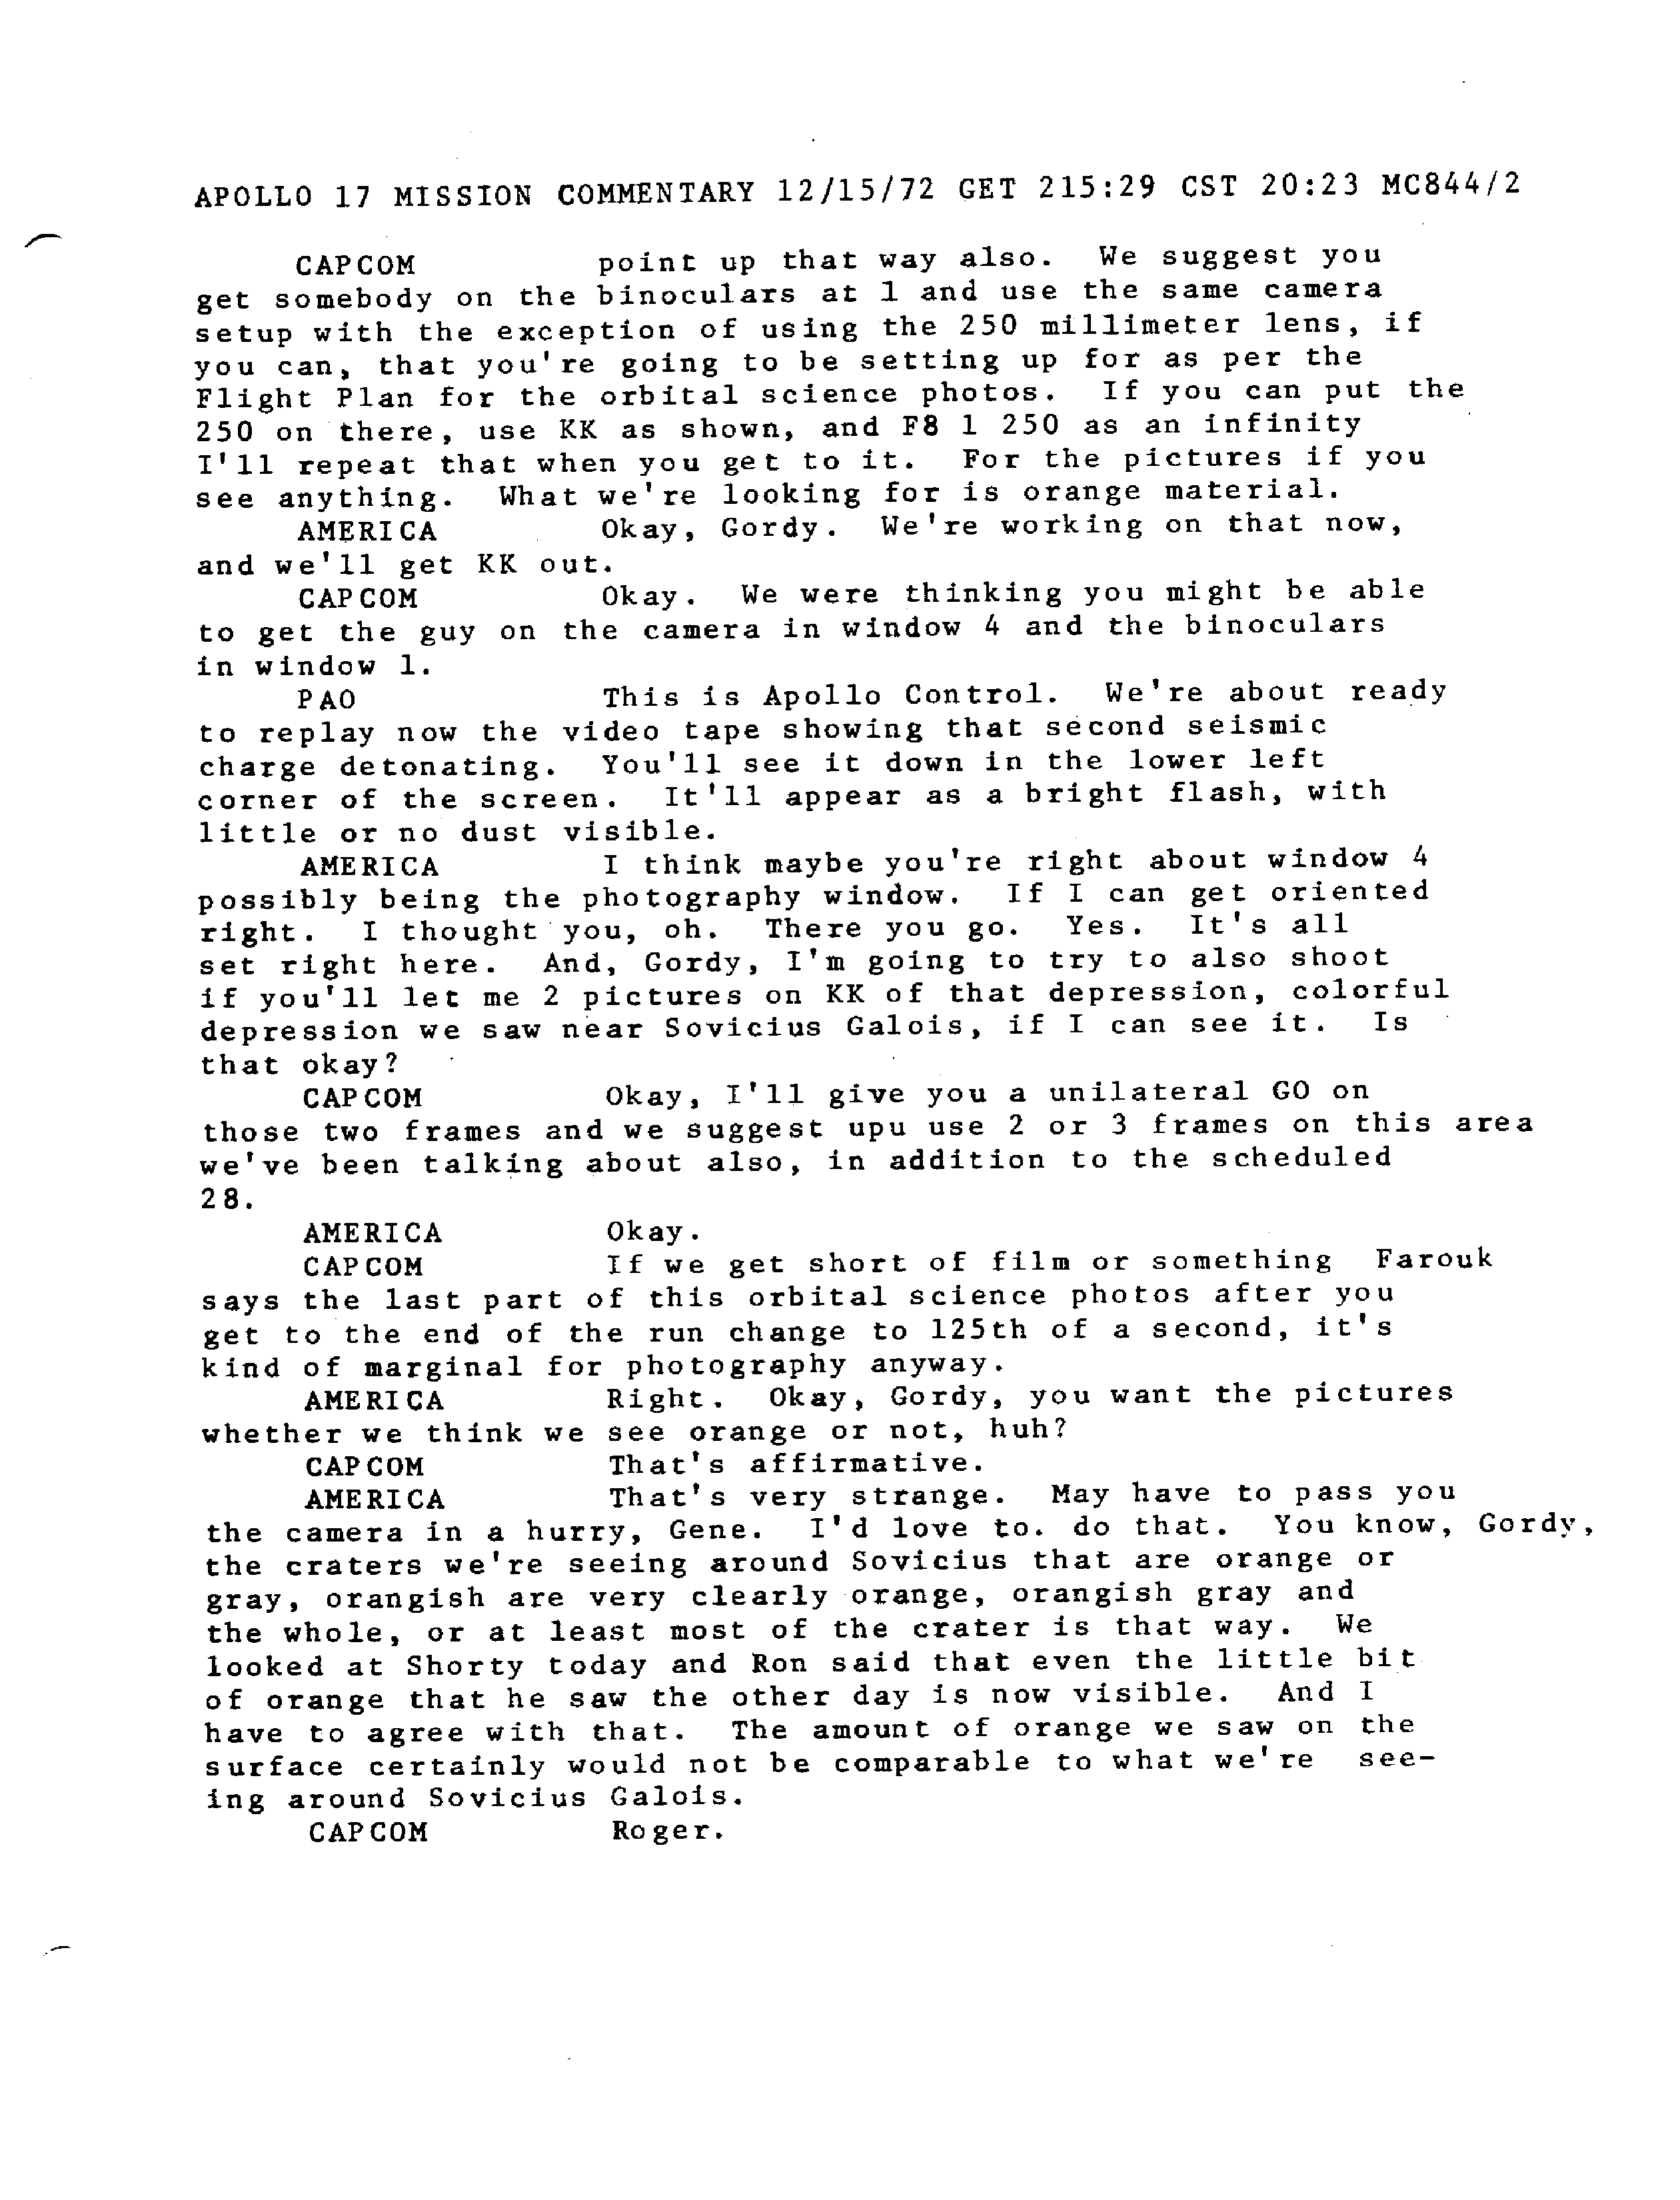 APOLLO 17 MISSION COMMENTARY 12/15/72 GET 215:29 CST 20:23 MC844/2
CAPCOM point up that way also. We suggest you
get somebody on the binoculars at 1 and use the same camera
setup with the exception of using the 250 millimeter lens, if
you can, that you're going to be setting up for as per the
Flight Plan for the orbital science photos. If you can put the
250 on there, use KK as shown, and F8 1 250 as an infinity
I'll repeat that when you get to it. For the pictures if you
see anything. What we're looking for is orange material.
AMERICA Okay, Gordy. We're working on that now,
and we'll get KK out.
CAPCOM Okay. We were thinking you might be able
to get the guy on the camera in window 4 and the binoculars
in window 1.
PAO This is Apollo Control. We're about ready
to replay now the video tape showing that second seismic
charge detonating. You'll see it down in the lower left
corner of the screen. It'll appear as a bright flash, with
little or no dust visible.
AMERICA I think maybe you're right about window 4
possibly being the photography window. If I can get oriented
right. I thought you, oh. There you go. Yes. It's all
set right here. And, Gordy, I'm going to try to also shoot
if you'll let me 2 pictures on KK of that depression, colorful
depression we saw near Sovicius Galois, if I can see it. Is
that okay?
CAPCOM Okay, I'll give you a unilateral GO on
those two frames and we suggest upu use 2 or 3 frames on this area
we've been talking about also, in addition to the scheduled
28.
AMERICA Okay.
CAPCOM If we get short of film or something Farouk
says the last part of this orbital science photos after you
get to the end of the run change to 125th of a second, it's
kind of marginal for photography anyway.
AMERICA Right. Okay, Gordy, you want the pictures
whether we think we see orange or not, huh?
CAPCOM That's affirmative.
AMERICA That's very strange. May have to pass you
the camera in a hurry, Gene. I'd love to. do that. You know, Gordy,
the craters we're seeing around Sovicius that are orange or
gray, orangish are very clearly orange, orangish gray and
the whole, or at least most of the crater is that way. We
looked at Shorty today and Ron said that even the little bit
of orange that he saw the other day is now visible. And I
have to agree with that. The amount of orange we saw on the
surface certainly would not be comparable to what we're see-
ing around Sovicius Galois.
CAPCOM Roger.